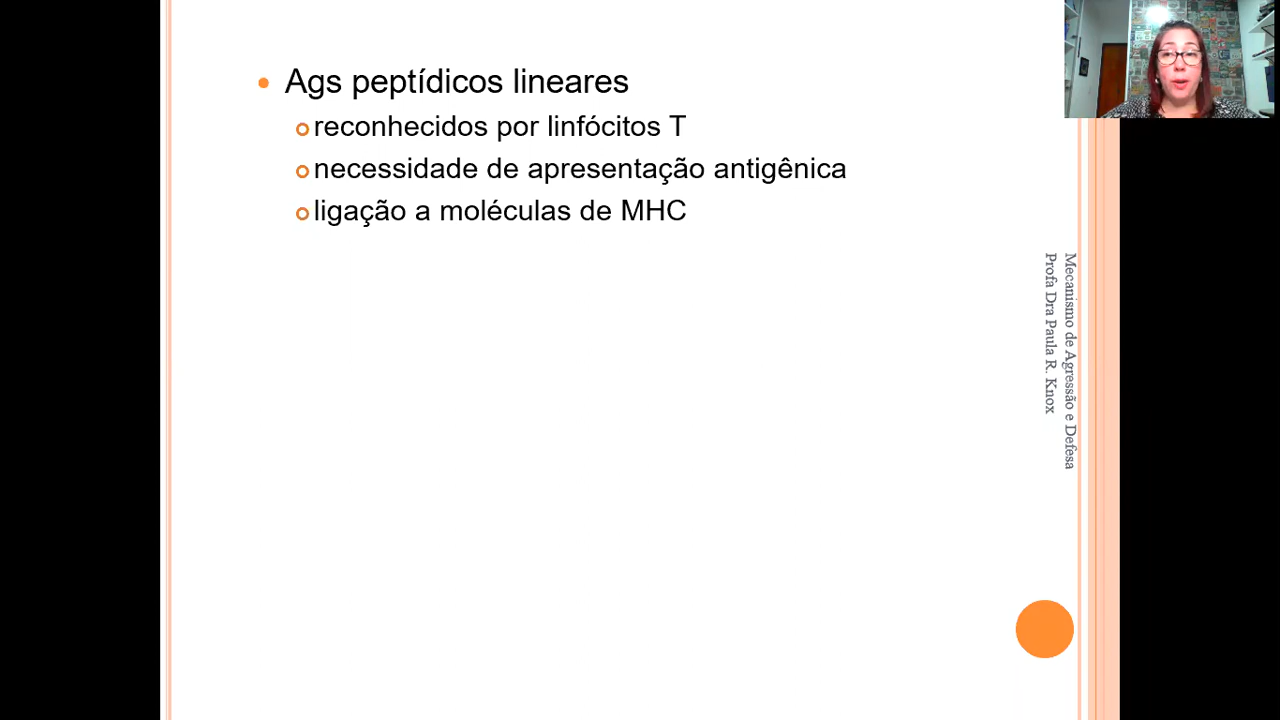 Ags peptídicos lineares
reconhecidos por linfócitos T
necessidade de apresentação antigênica
ligação a moléculas de MHC
Mecanismo de Agressão e Defesa
Profa Dra Paula R. Knox